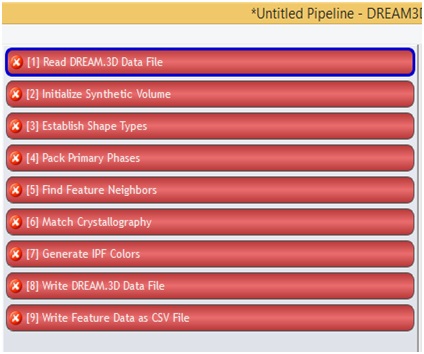 *Untitled Pipeline - DREAM3D
[1] Read DREAM.3D Data File
[2] Initialize Synthetic Volume
[3] Establish Shape Types
[4] Pack Primary Phases
[5] Find Feature Neighbors
[6] Match Crystallography
[7] Generate IPF Colors
[8] Write DREAM.3D Data File
[9] Write Feature Data as CSV File